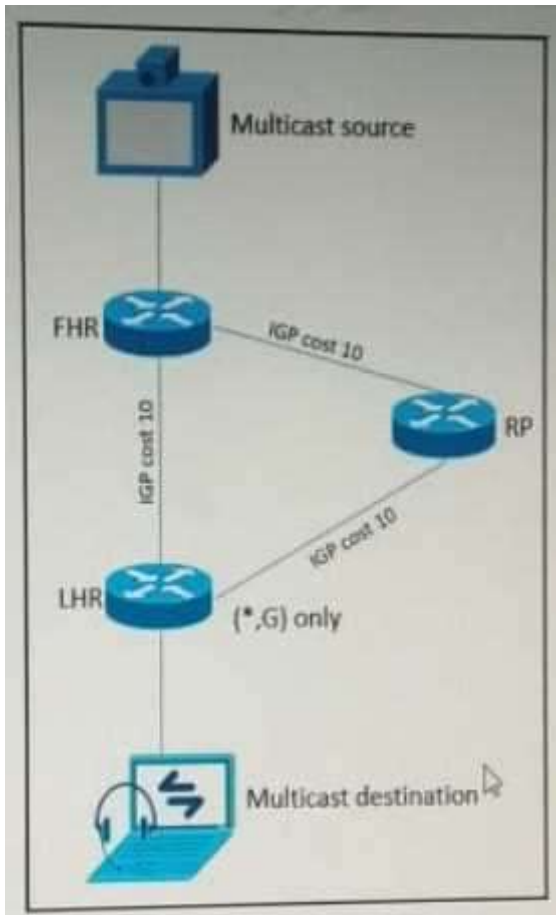 Multicast source
FHR
IGP cost 10
RP
IGP cost 10
IGP cost 10
LHR
(*,G) only
Multicast destination